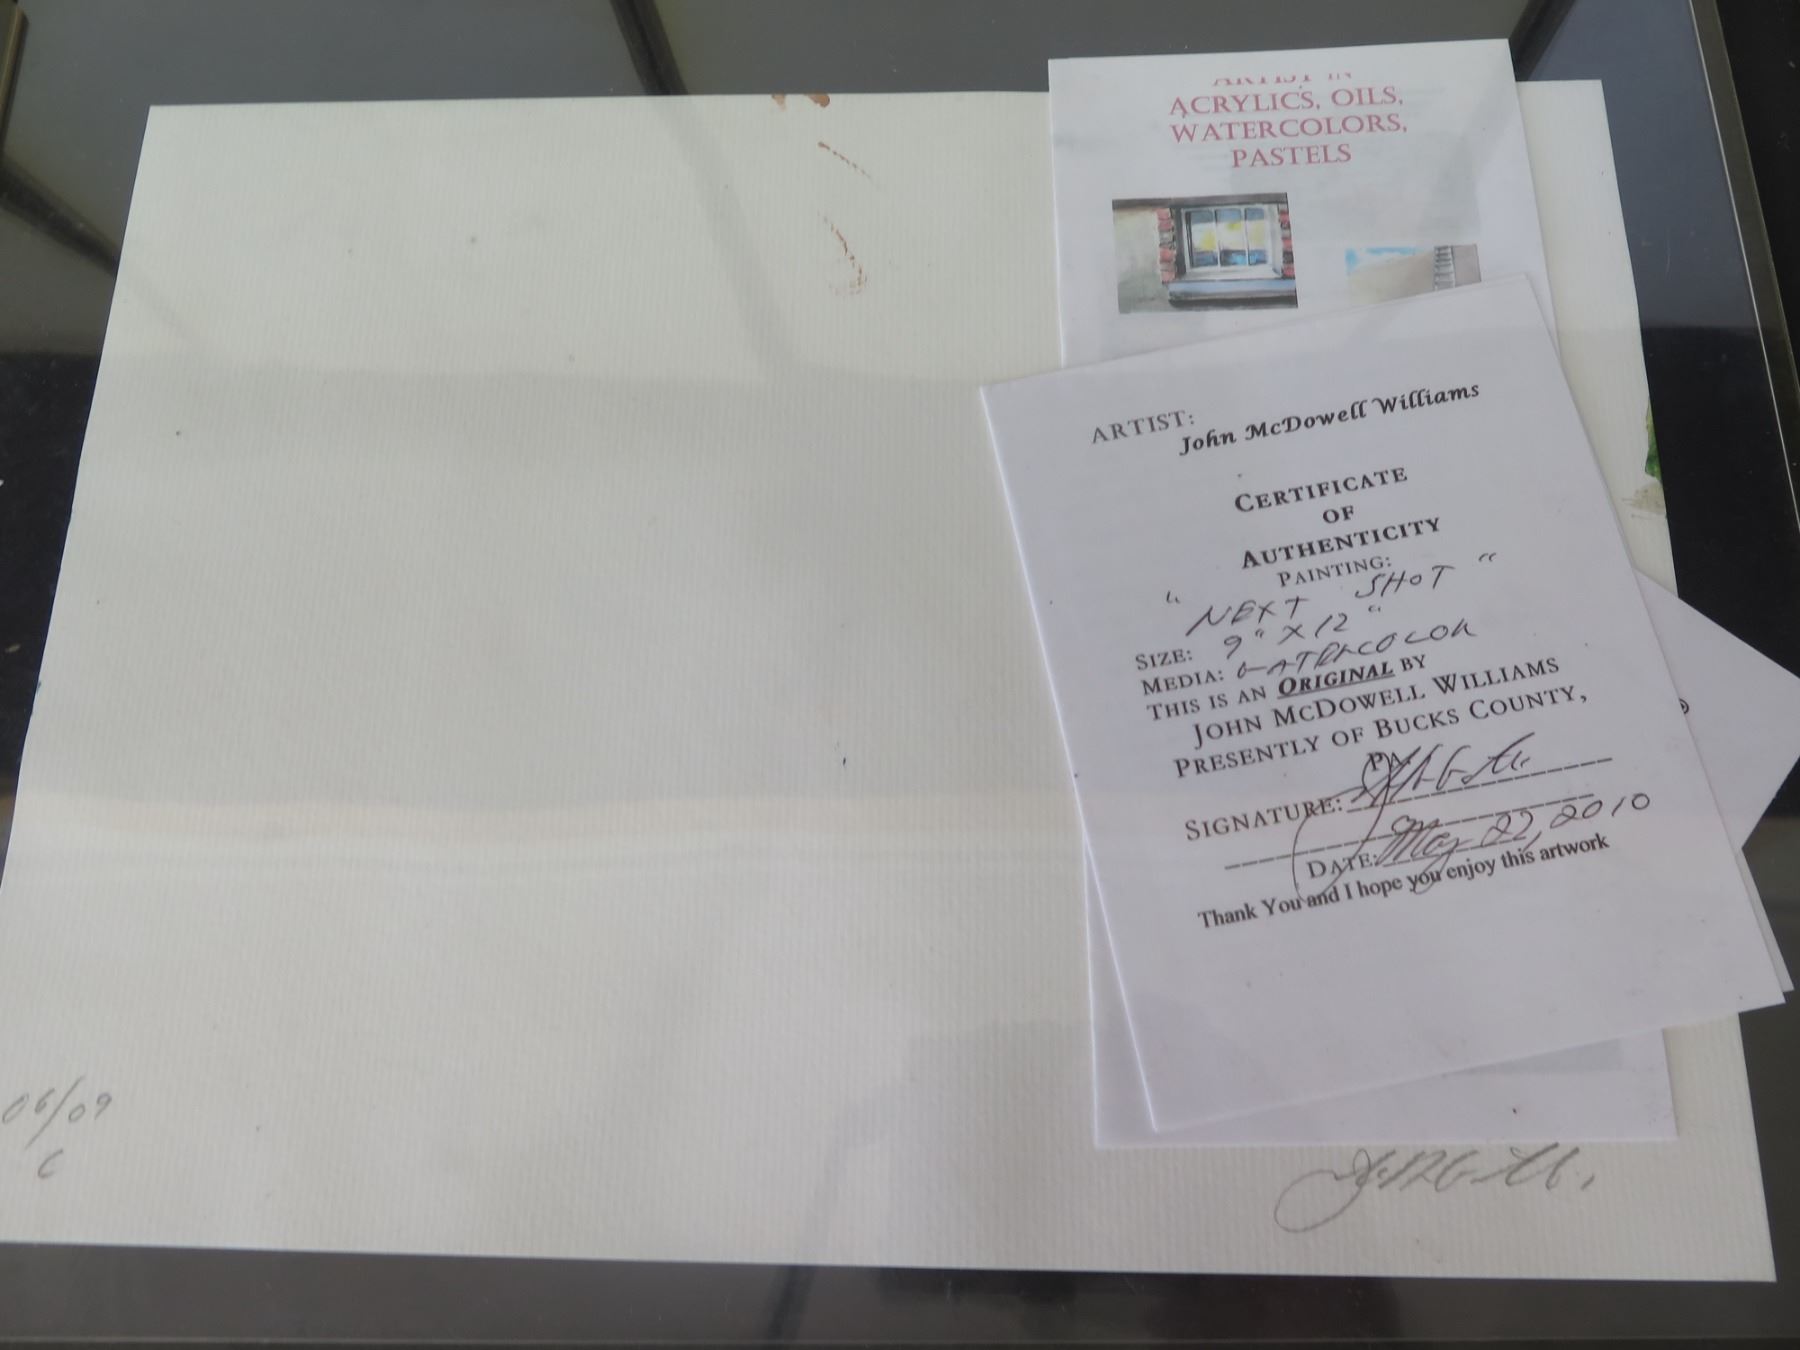 ARTIST IN
ACRYLICS, OILS,
WATERCOLORS,
PASTELS
ARTIST:
John McDowell Williams
CERTIFICATE
OF
AUTHENTICITY
PAINTING:
" NEXT SHOT "
SIZE: 9" X 12"
MEDIA: WATERCOLOR
THIS IS AN ORIGINAL BY
JOHN MCDOWELL WILLIAMS
PRESENTLY OF BUCKS COUNTY,
PA
SIGNATURE:
DATE: May 22, 2010
Thank You and I hope you enjoy this artwork
06/09
C